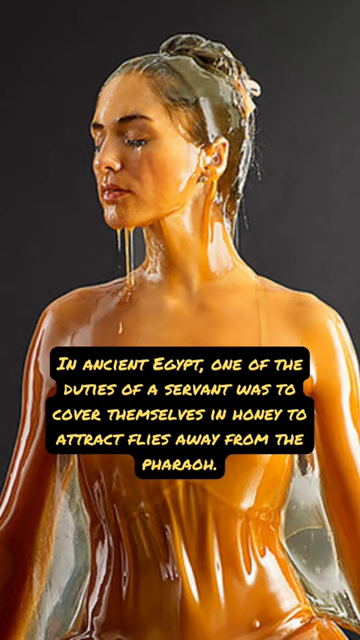 In ancient Egypt, one of the
duties of a servant was to
cover themselves in honey to
attract flies away from the
pharaoh.